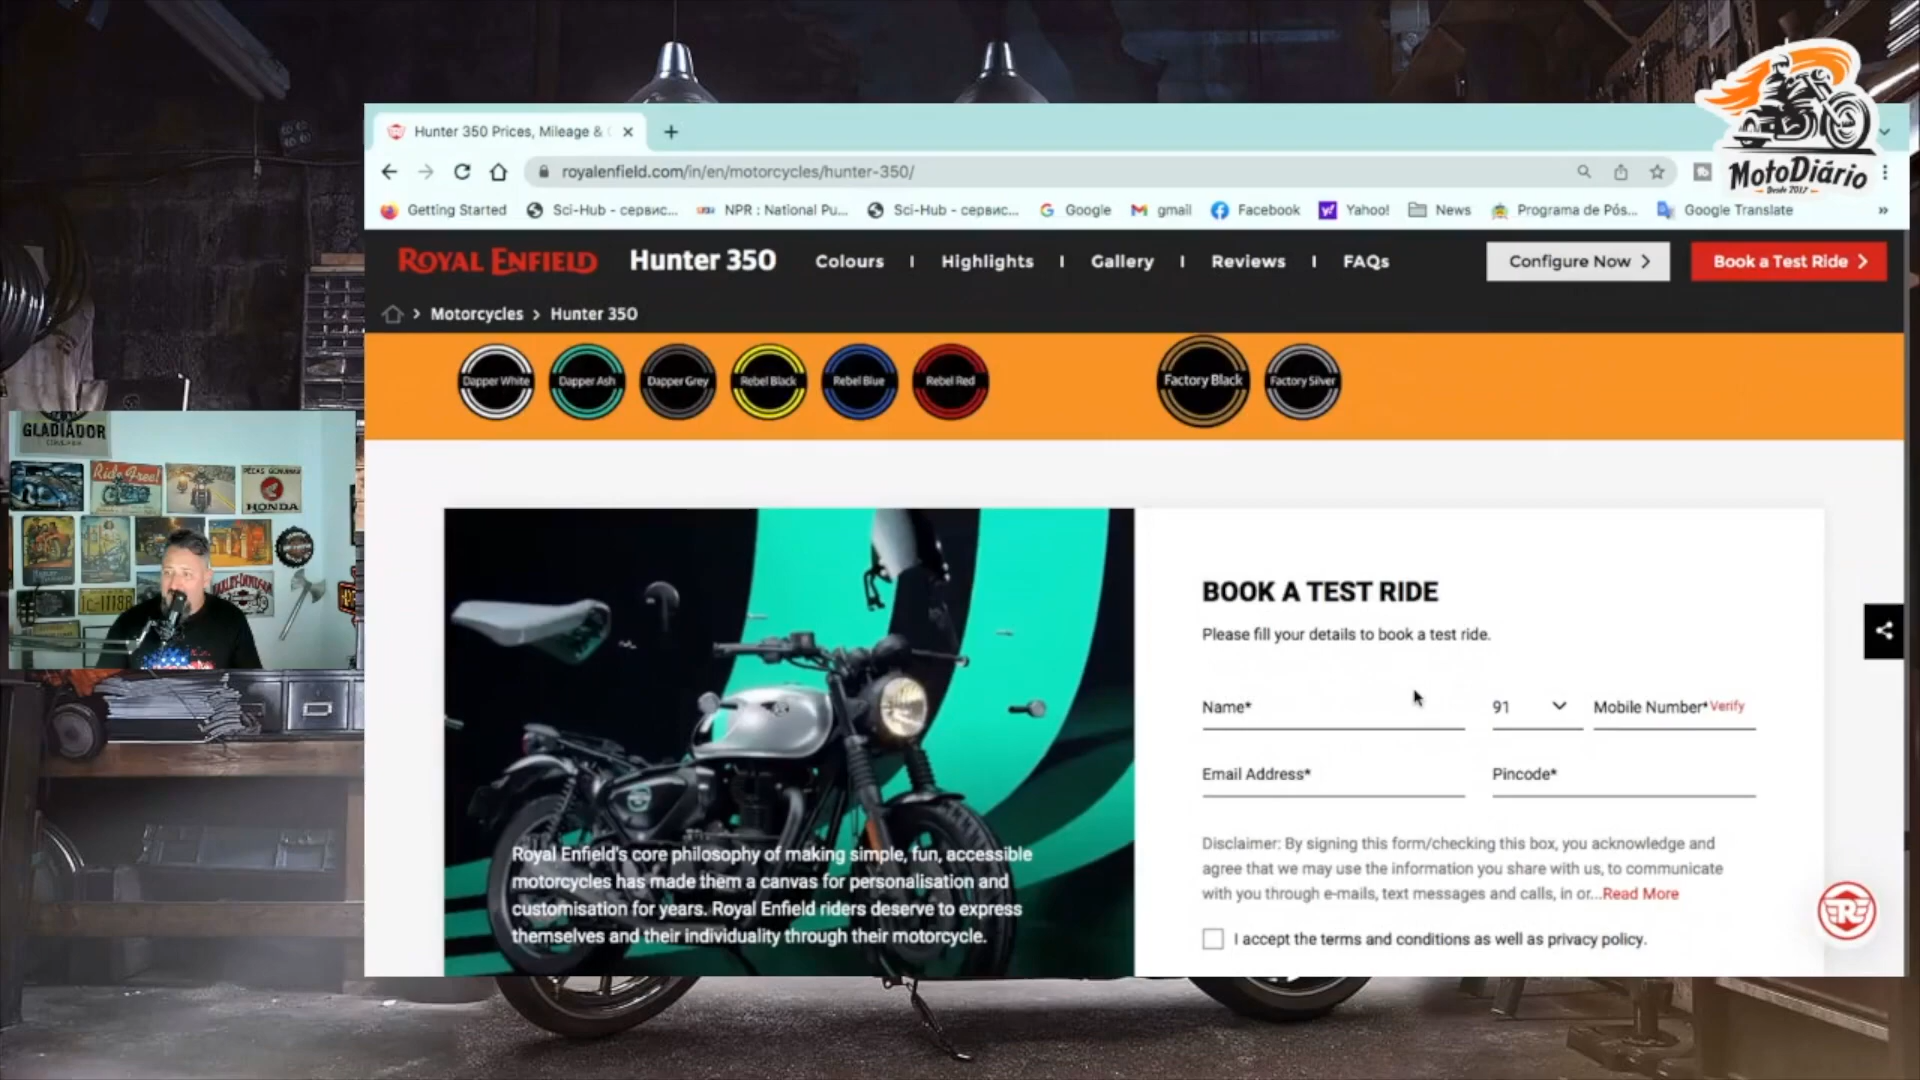 MotoDiário
Desde 2017
Hunter 350 Prices, Mileage &
royalenfield.com/in/en/motorcycles/hunter-350/
Getting Started
Sci-Hub - сервис...
NPR : National Pu...
Sci-Hub - сервис...
Google
gmail
Facebook
Yahoo!
News
Programa de Pós...
Google Translate
»
ROYAL ENFIELD
Hunter 350
Colours
Highlights
Gallery
Reviews
FAQs
Configure Now
Book a Test Ride
Motorcycles
Hunter 350
Dapper White
Dapper Ash
Dapper Grey
Rebel Black
Rebel Blue
Rebel Red
Factory Black
Factory Silver
GLADIADOR
Ride Free!
HONDA
HARLEY-DAVIDSON
BOOK A TEST RIDE
Please fill your details to book a test ride.
Name*
91
Mobile Number*
Verify
Email Address*
Pincode*
Disclaimer: By signing this form/checking this box, you acknowledge and
agree that we may use the information you share with us, to communicate
with you through e-mails, text messages and calls, in or...Read More
I accept the terms and conditions as well as privacy policy.
Royal Enfield's core philosophy of making simple, fun, accessible
motorcycles has made them a canvas for personalisation and
customisation for years. Royal Enfield riders deserve to express
themselves and their individuality through their motorcycle.